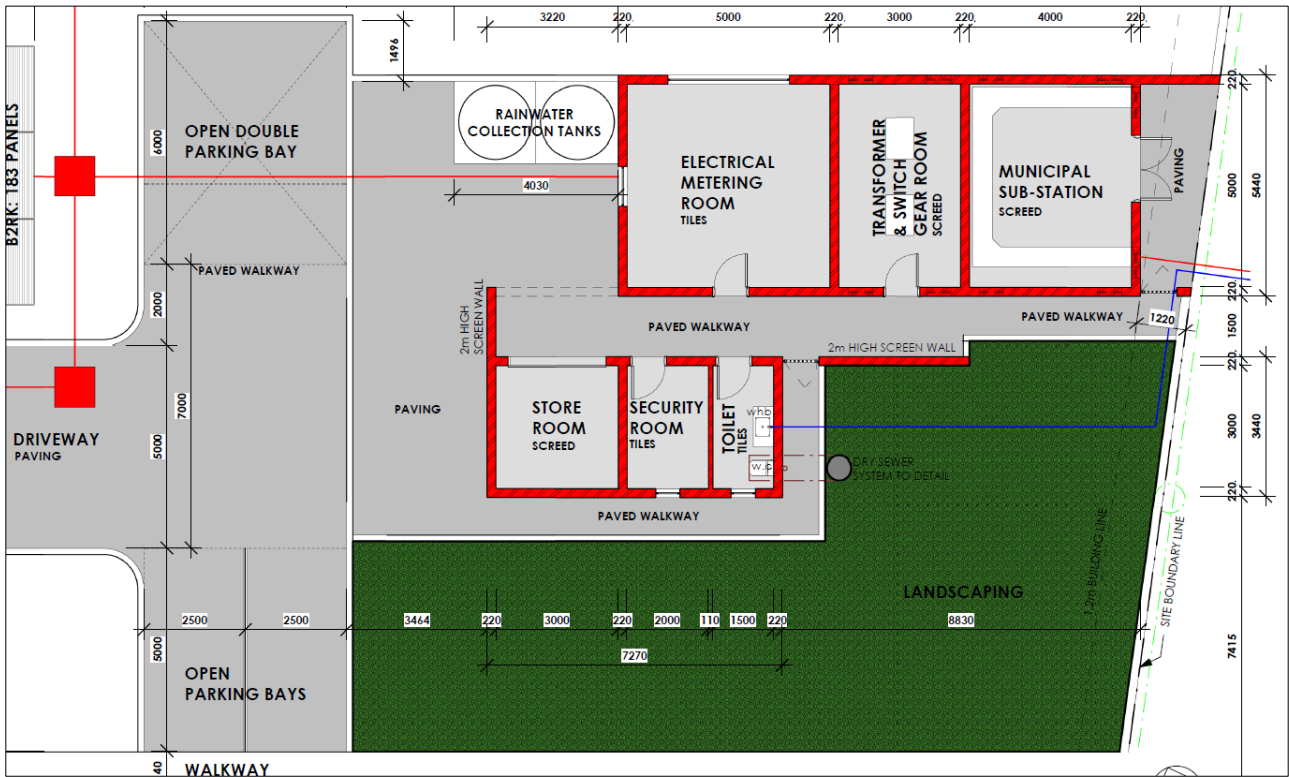 3220
220.
5000
220.
3000
220.
4000
220.
1496
B2RK: 183 PANELS
6000
OPEN DOUBLE
PARKING BAY
RAINWATER
COLLECTION TANKS
4030
ELECTRICAL
METERING
ROOM
TILES
TRANSFORMER
& SWITCH
GEAR ROOM
SCREED
MUNICIPAL
SUB-STATION
SCREED
PAVING
220.
5000
5440
PAVED WALKWAY
2000
2m HIGH
SCREEN WALL
PAVED WALKWAY
PAVED WALKWAY
1220
220.
1500
2m HIGH SCREEN WALL
220.
7000
5000
DRIVEWAY
PAVING
PAVING
STORE
ROOM
SCREED
SECURITY
ROOM
TILES
TOILET
TILES
whb
w.c
DRY SEWER
SYSTEM TO DETAIL
3000
3440
220.
PAVED WALKWAY
1.2m BUILDING LINE
SITE BOUNDARY LINE
LANDSCAPING
2500
2500
3464
220
3000
220
2000
110
1500
220
8830
7270
7415
5000
OPEN
PARKING BAYS
40
WALKWAY